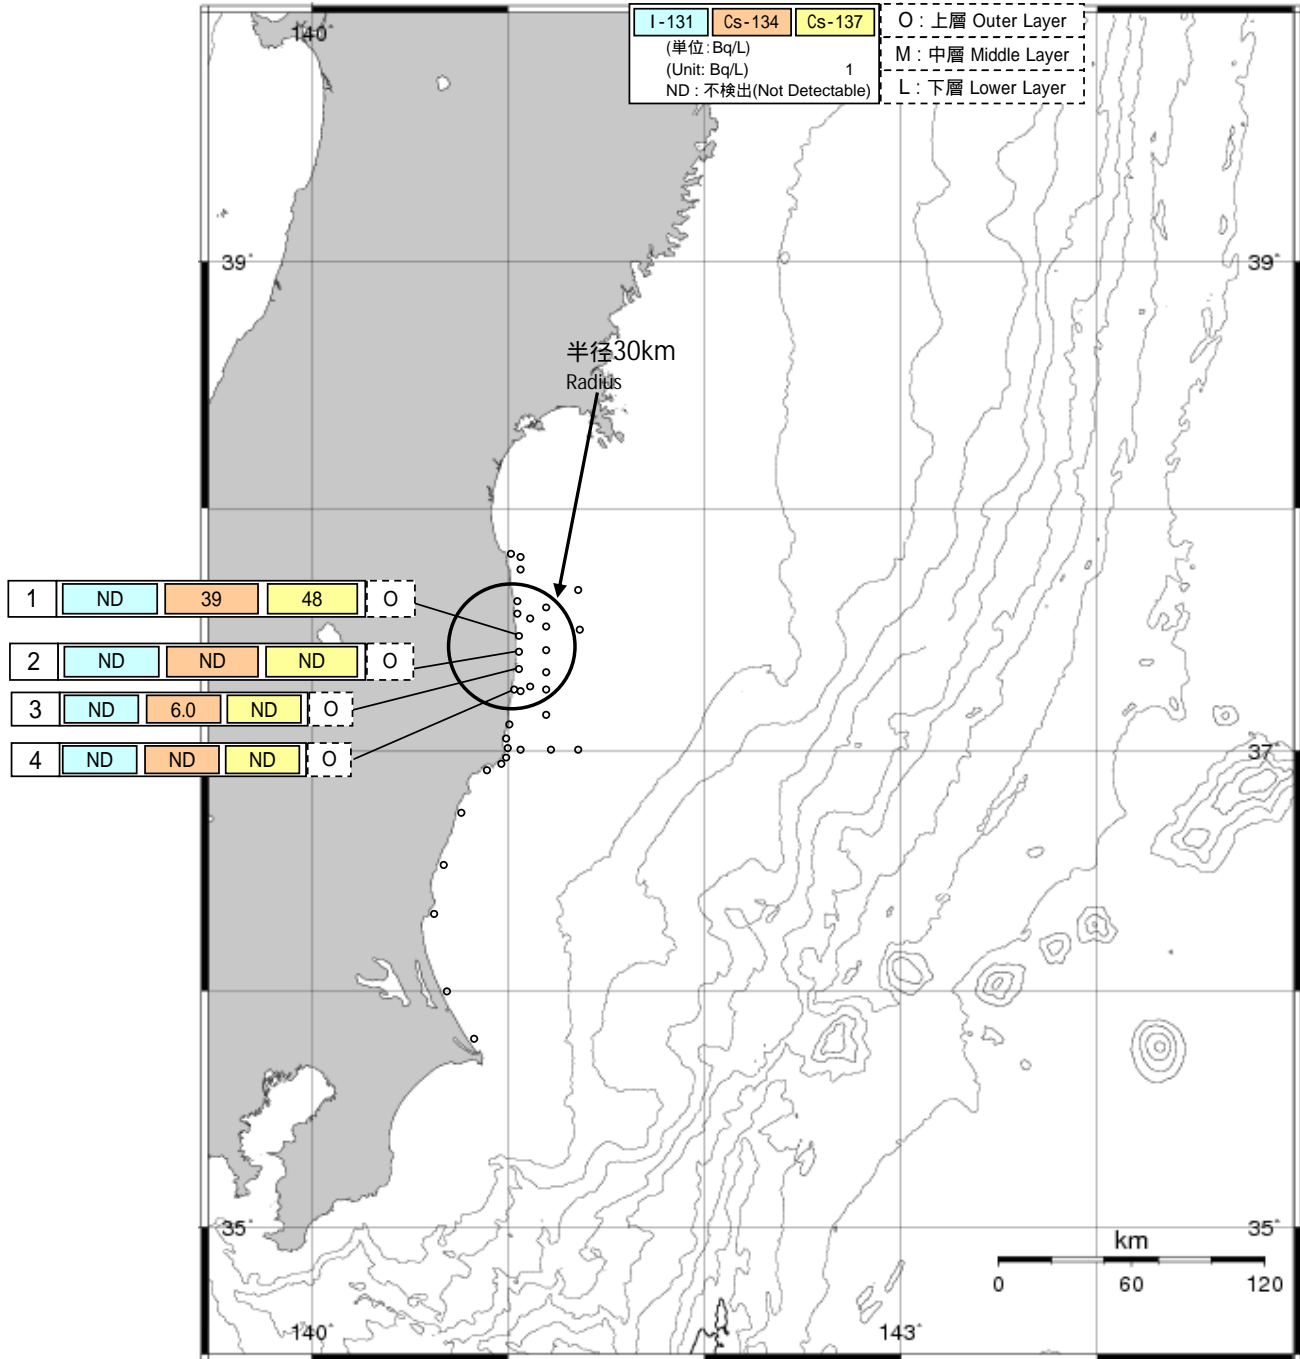 140°
I-131 Cs-134 Cs-137
(単位: Bq/L)
(Unit: Bq/L) 1
ND : 不検出(Not Detectable)
O : 上層 Outer Layer
M : 中層 Middle Layer
L : 下層 Lower Layer
39° 39°
半径30km
Radius
1 ND 39 48 O
2 ND ND ND O
3 ND 6.0 ND O
4 ND ND ND O
37°
35° 35°
km
0 60 120
140° 143°